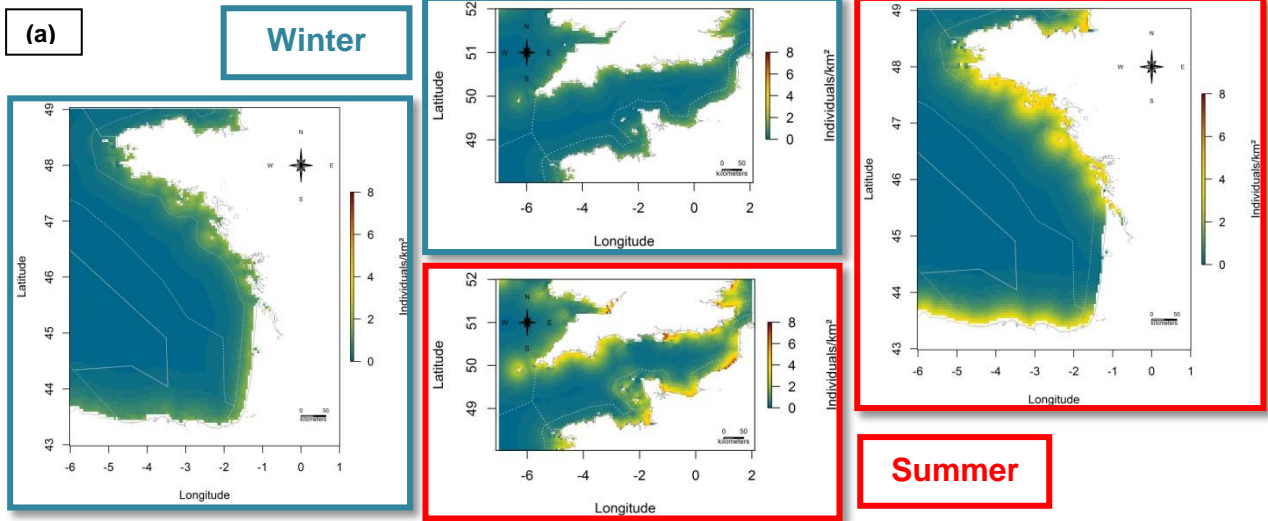 (a)
Winter
49
48
47
46
45
44
43
Latitude
N
W E
S
8
6
4
2
0
Individuals/km²
0 50
kilometers
-6 -5 -4 -3 -2 -1 0 1
Longitude
52
51
50
49
Latitude
N
W E
S
8
6
4
2
0
Individuals/km²
0 50
kilometers
-6 -4 -2 0 2
Longitude
52
51
50
49
Latitude
N
W E
S
8
6
4
2
0
Individuals/km²
0 50
kilometers
-6 -4 -2 0 2
Longitude
49
48
47
46
45
44
43
Latitude
N
W E
S
8
6
4
2
0
Individuals/km²
0 50
kilometers
-6 -5 -4 -3 -2 -1 0 1
Longitude
Summer